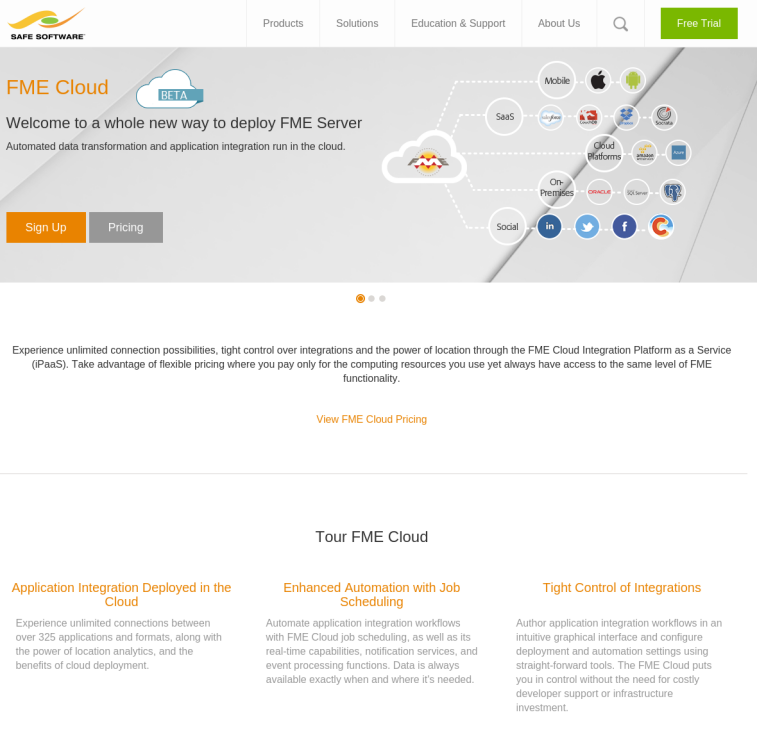 Products
Solutions
Education & Support
About Us
Free Trial
SAFE SOFTWARE
FME Cloud
BETA
Welcome to a whole new way to deploy FME Server
Automated data transformation and application integration run in the cloud.
Sign Up
Pricing
Mobile
SaaS
Socrata
Cloud
Platforms
On-
Premises
ORACLE
SQL Server
Social
in
f
Experience unlimited connection possibilities, tight control over integrations and the power of location through the FME Cloud Integration Platform as a Service
(iPaaS). Take advantage of flexible pricing where you pay only for the computing resources you use yet always have access to the same level of FME
functionality.
View FME Cloud Pricing
Tour FME Cloud
Application Integration Deployed in the
Cloud
Experience unlimited connections between
over 325 applications and formats, along with
the power of location analytics, and the
benefits of cloud deployment.
Enhanced Automation with Job
Scheduling
Automate application integration workflows
with FME Cloud job scheduling, as well as its
real-time capabilities, notification services, and
event processing functions. Data is always
available exactly when and where it's needed.
Tight Control of Integrations
Author application integration workflows in an
intuitive graphical interface and configure
deployment and automation settings using
straight-forward tools. The FME Cloud puts
you in control without the need for costly
developer support or infrastructure
investment.